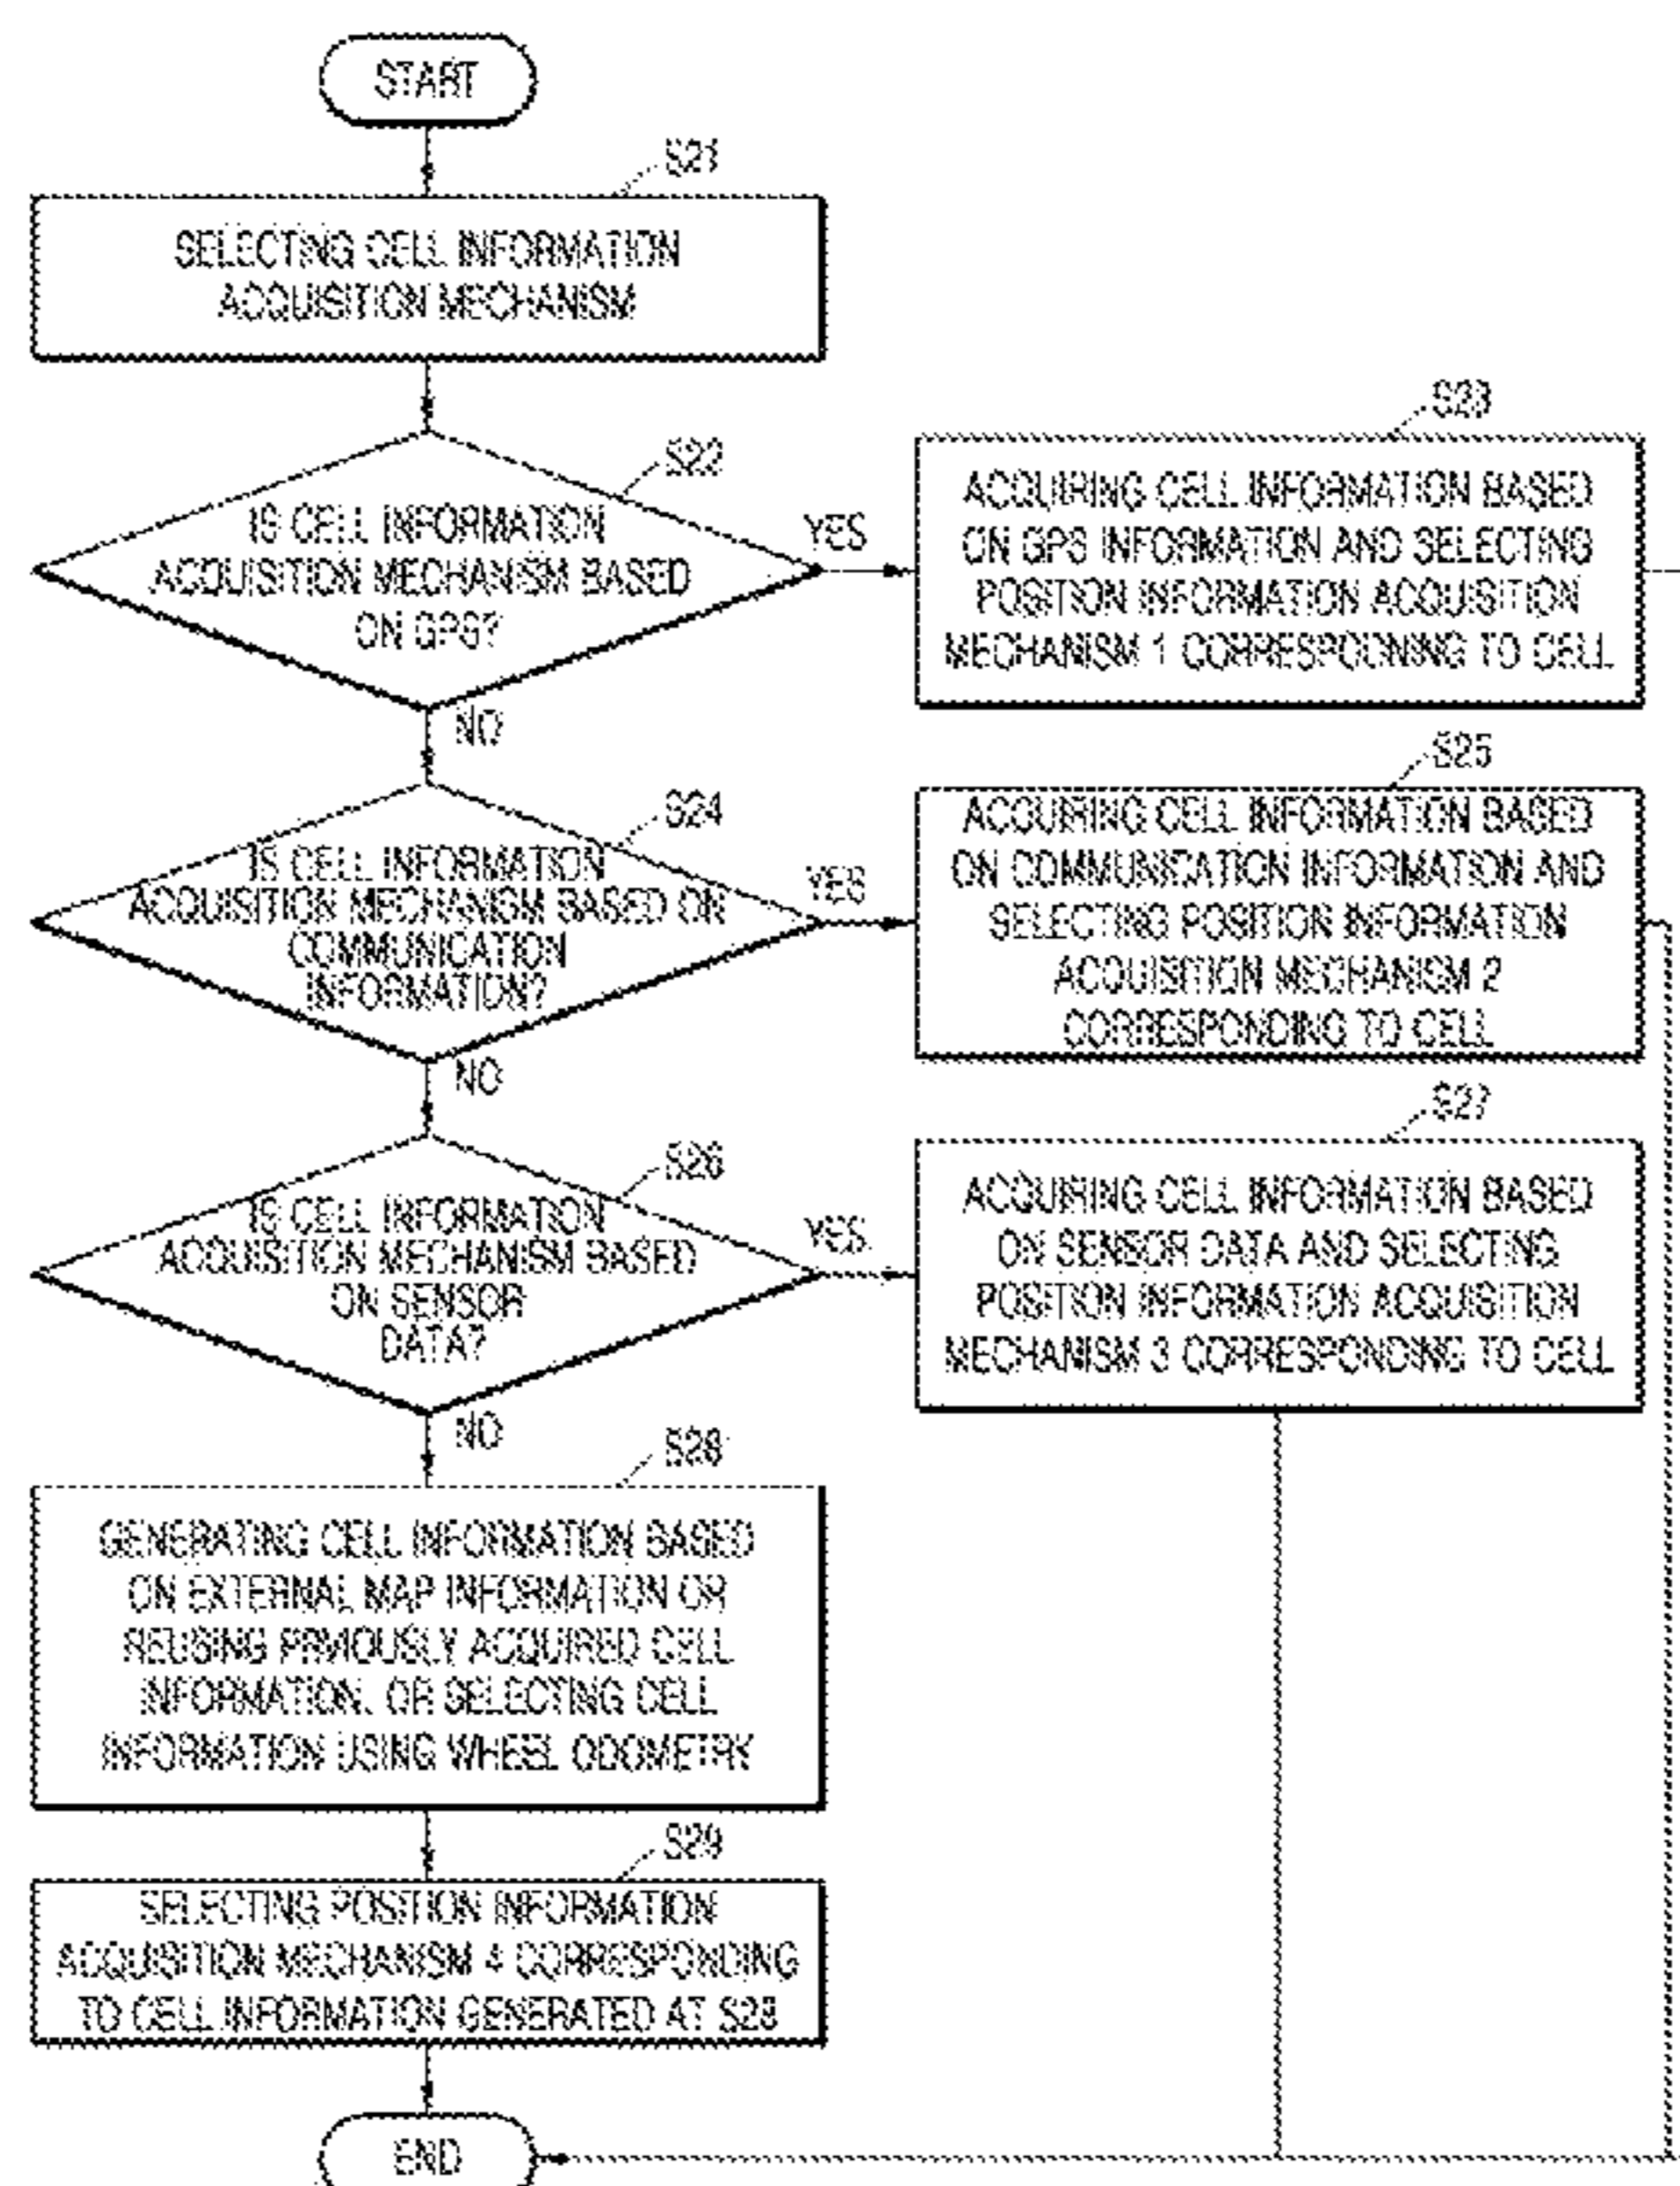 START
S21
SELECTING CELL INFORMATION
ACQUISITION MECHANISM
S22
IS CELL INFORMATION
ACQUISITION MECHANISM BASED
ON GPS?
YES
NO
S23
ACQUIRING CELL INFORMATION BASED
ON GPS INFORMATION AND SELECTING
POSITION INFORMATION ACQUISITION
MECHANISM 1 CORRESPODNING TO CELL
S24
IS CELL INFORMATION
ACQUISITION MECHANISM BASED ON
COMMUNICATION
INFORMATION?
YES
NO
S25
ACQUIRING CELL INFORMATION BASED
ON COMMUNICATION INFORMATION AND
SELECTING POSITION INFORMATION
ACQUISITION MECHANISM 2
CORRESPONDING TO CELL
S26
IS CELL INFORMATION
ACQUISITION MECHANISM BASED
ON SENSOR
DATA?
YES
NO
S27
ACQUIRING CELL INFORMATION BASED
ON SENSOR DATA AND SELECTING
POSITION INFORMATION ACQUISITION
MECHANISM 3 CORRESPONDING TO CELL
S28
GENERATING CELL INFORMATION BASED
ON EXTERNAL MAP INFORMATION OR
REUSING PRVIOUSLY ACQUIRED CELL
INFORMATION, OR SELECTING CELL
INFORMATION USING WHEEL ODOMETRY
S29
SELECTING POSITION INFORMATION
ACQUISITION MECHANISM 4 CORRESPONDING
TO CELL INFORMATION GENERATED AT S28
END